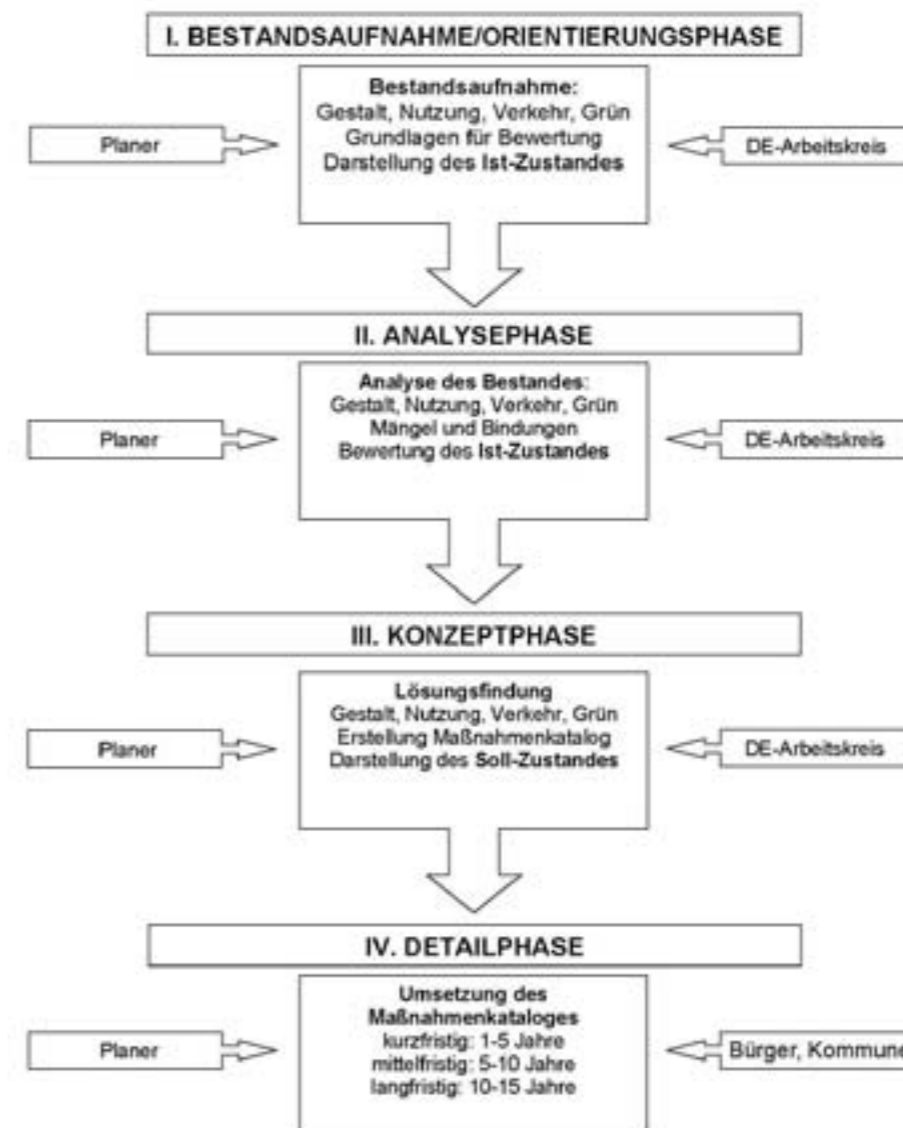 I. BESTANDSAUFNAHME/ORIENTIERUNGSPHASE
Bestandsaufnahme:
Gestalt, Nutzung, Verkehr, Grün
Grundlagen für Bewertung
Darstellung des Ist-Zustandes
Planer
DE-Arbeitskreis
II. ANALYSEPHASE
Analyse des Bestandes:
Gestalt, Nutzung, Verkehr, Grün
Mängel und Bindungen
Bewertung des Ist-Zustandes
Planer
DE-Arbeitskreis
III. KONZEPTPHASE
Lösungsfindung
Gestalt, Nutzung, Verkehr, Grün
Erstellung Maßnahmenkatalog
Darstellung des Soll-Zustandes
Planer
DE-Arbeitskreis
IV. DETAILPHASE
Umsetzung des
Maßnahmenkataloges
kurzfristig: 1-5 Jahre
mittelfristig: 5-10 Jahre
langfristig: 10-15 Jahre
Planer
Bürger, Kommune